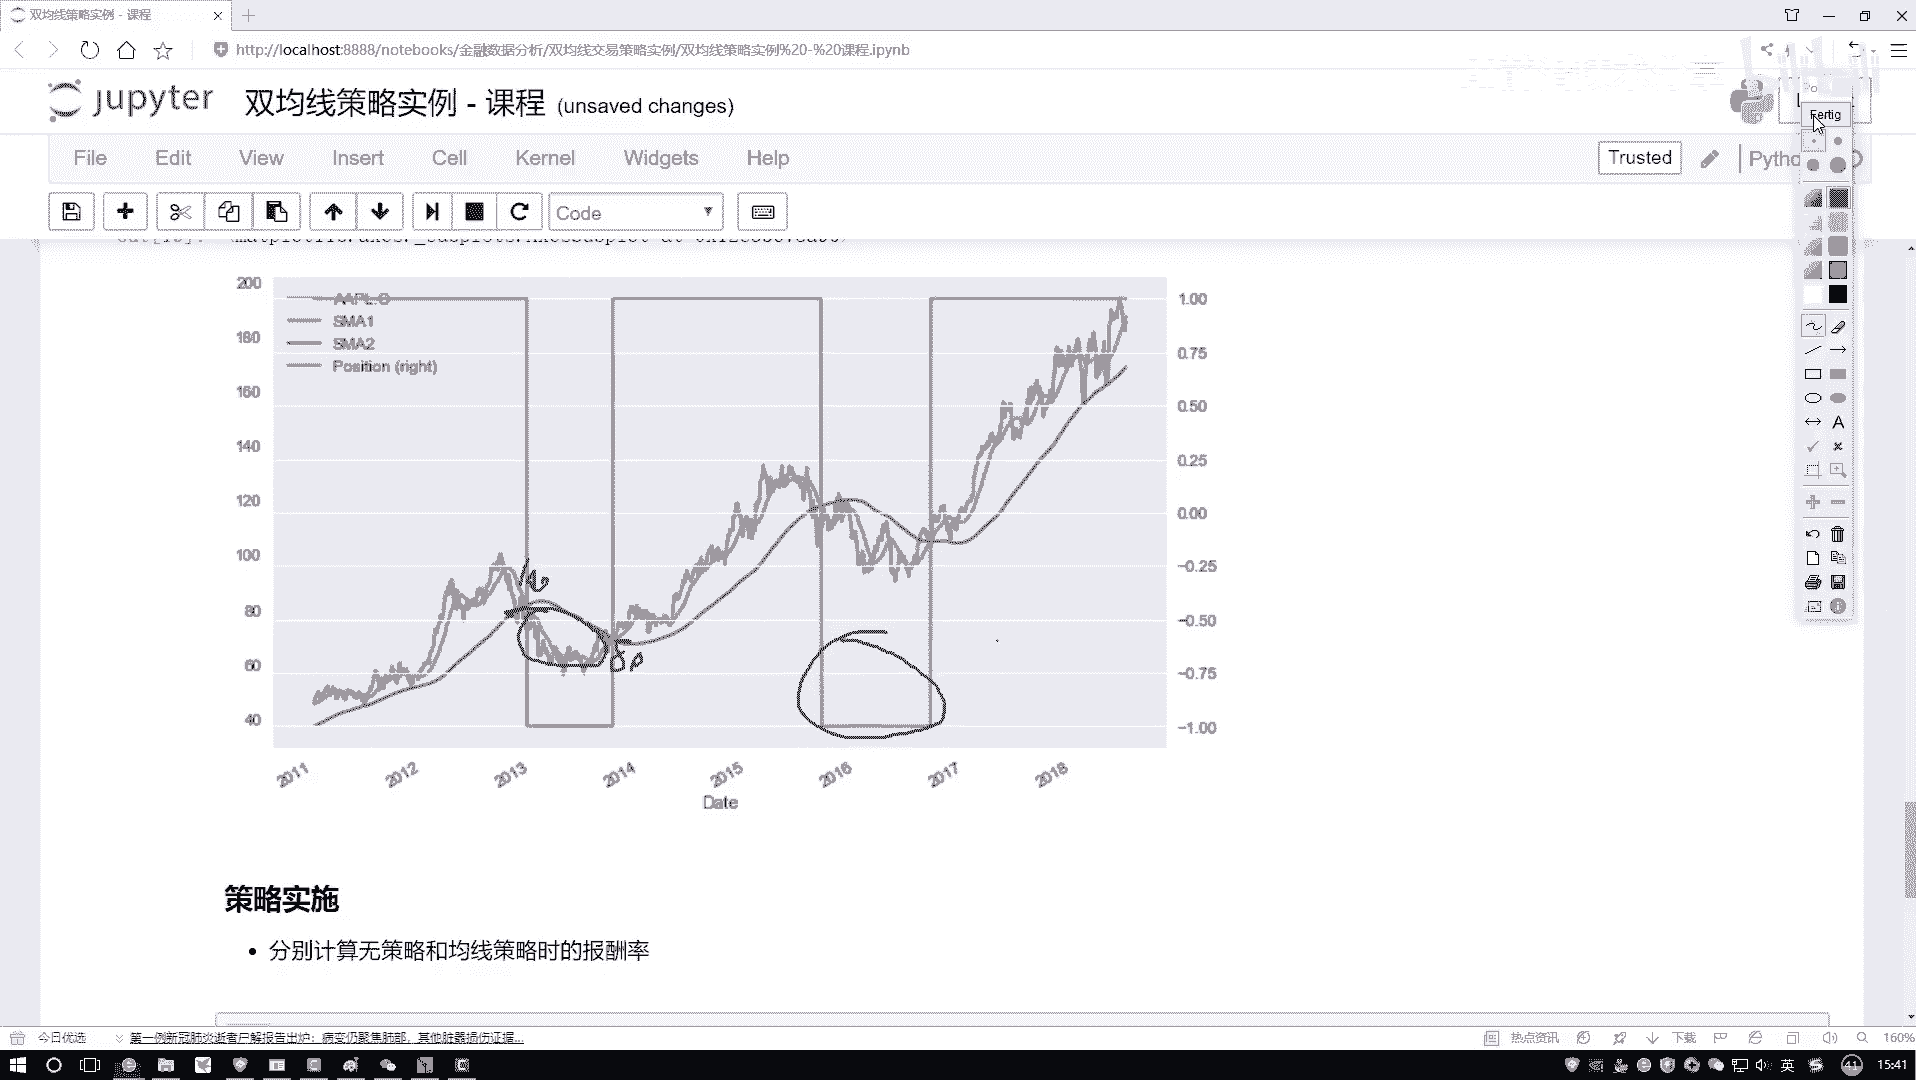 双均线策略实例 - 课程
http://localhost:8888/notebooks/金融数据分析/双均线交易策略实例/双均线策略实例%20-%20课程.ipynb
jupyter 双均线策略实例 - 课程 (unsaved changes)
Fertig
File Edit View Insert Cell Kernel Widgets Help
Trusted
Code
200
180
160
140
120
100
80
60
40
AAPL.O
SMA1
SMA2
Position (right)
1.00
0.75
0.50
0.25
0.00
−0.25
−0.50
−0.75
−1.00
2011 2012 2013 2014 2015 2016 2017 2018
Date
策略实施
分别计算无策略和均线策略时的报酬率
今日优选
第一例新冠肺炎逝者尸解报告出炉：病变仍聚焦肺部，其他脏器损伤证据...
热点资讯
下载
160%
英
41
15:41